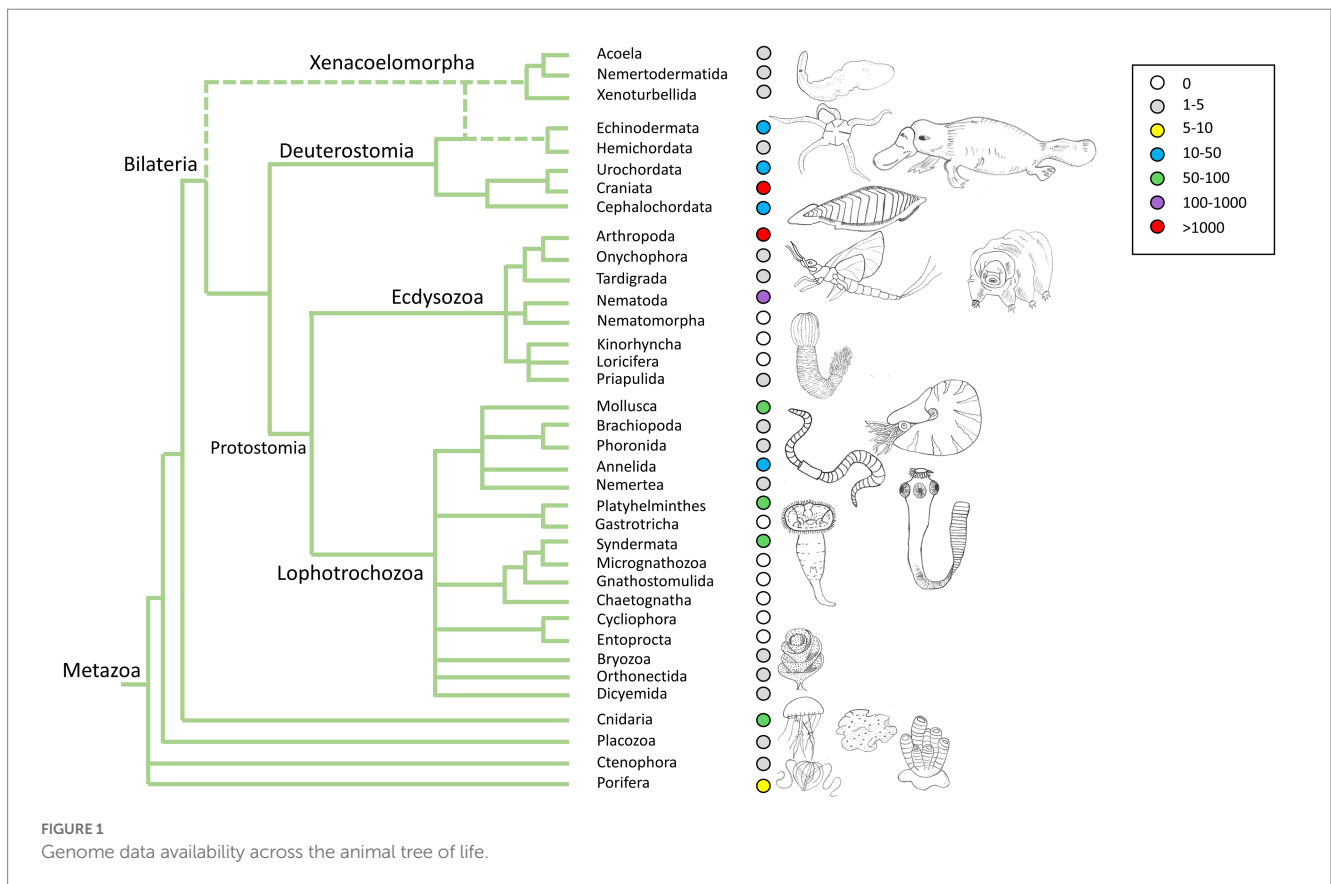 Xenacoelomorpha
Bilateria
Deuterostomia
Ecdysozoa
Protostomia
Lophotrochozoa
Metazoa
Acoela
Nemertodermatida
Xenoturbellida
Echinodermata
Hemichordata
Urochordata
Craniata
Cephalochordata
Arthropoda
Onychophora
Tardigrada
Nematoda
Nematomorpha
Kinorhyncha
Loricifera
Priapulida
Mollusca
Brachiopoda
Phoronida
Annelida
Nemertea
Platyhelminthes
Gastrotricha
Syndermata
Micrognathozoa
Gnathostomulida
Chaetognatha
Cycliophora
Entoprocta
Bryozoa
Orthonectida
Dicyemida
Cnidaria
Placozoa
Ctenophora
Porifera
0
1-5
5-10
10-50
50-100
100-1000
>1000
FIGURE 1
Genome data availability across the animal tree of life.